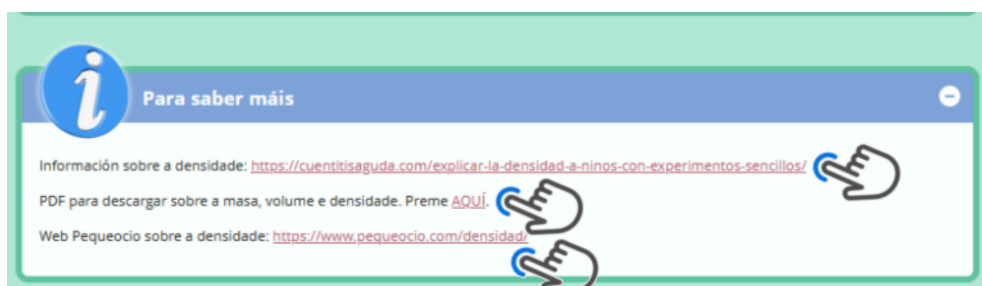 Para saber máis
Información sobre a densidade: https://cuentitisaguda.com/explicar-la-densidad-a-ninos-con-experimentos-sencillos/
PDF para descargar sobre a masa, volume e densidade. Preme AQUÍ.
Web Pequeocio sobre a densidade: https://www.pequeocio.com/densidad/